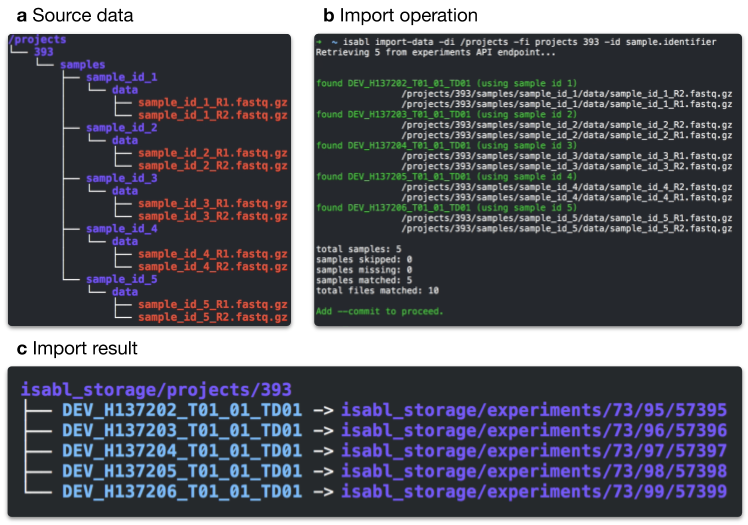 a Source data
/projects
393
samples
sample_id_1
data
sample_id_1_R1.fastq.gz
sample_id_1_R2.fastq.gz
sample_id_2
data
sample_id_2_R1.fastq.gz
sample_id_2_R2.fastq.gz
sample_id_3
data
sample_id_3_R1.fastq.gz
sample_id_3_R2.fastq.gz
sample_id_4
data
sample_id_4_R1.fastq.gz
sample_id_4_R2.fastq.gz
sample_id_5
data
sample_id_5_R1.fastq.gz
sample_id_5_R2.fastq.gz
b Import operation
→ ~ isabl import-data -di /projects -fi projects 393 -id sample.identifier
Retrieving 5 from experiments API endpoint...
found DEV_H137202_T01_01_TD01 (using sample id 1)
/projects/393/samples/sample_id_1/data/sample_id_1_R2.fastq.gz
/projects/393/samples/sample_id_1/data/sample_id_1_R1.fastq.gz
found DEV_H137203_T01_01_TD01 (using sample id 2)
/projects/393/samples/sample_id_2/data/sample_id_2_R2.fastq.gz
/projects/393/samples/sample_id_2/data/sample_id_2_R1.fastq.gz
found DEV_H137204_T01_01_TD01 (using sample id 3)
/projects/393/samples/sample_id_3/data/sample_id_3_R1.fastq.gz
/projects/393/samples/sample_id_3/data/sample_id_3_R2.fastq.gz
found DEV_H137205_T01_01_TD01 (using sample id 4)
/projects/393/samples/sample_id_4/data/sample_id_4_R2.fastq.gz
/projects/393/samples/sample_id_4/data/sample_id_4_R1.fastq.gz
found DEV_H137206_T01_01_TD01 (using sample id 5)
/projects/393/samples/sample_id_5/data/sample_id_5_R1.fastq.gz
/projects/393/samples/sample_id_5/data/sample_id_5_R2.fastq.gz
total samples: 5
samples skipped: 0
samples missing: 0
samples matched: 5
total files matched: 10
Add --commit to proceed.
c Import result
isabl_storage/projects/393
DEV_H137202_T01_01_TD01 -> isabl_storage/experiments/73/95/57395
DEV_H137203_T01_01_TD01 -> isabl_storage/experiments/73/96/57396
DEV_H137204_T01_01_TD01 -> isabl_storage/experiments/73/97/57397
DEV_H137205_T01_01_TD01 -> isabl_storage/experiments/73/98/57398
DEV_H137206_T01_01_TD01 -> isabl_storage/experiments/73/99/57399